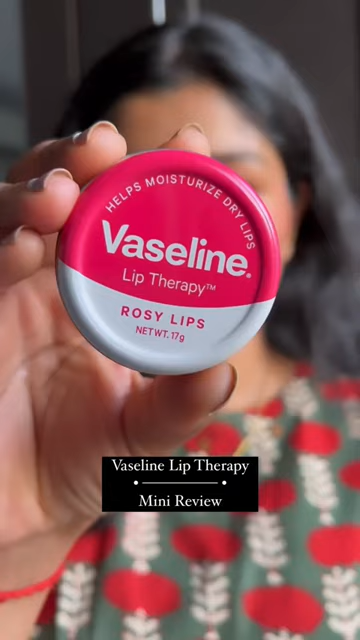 HELPS MOISTURIZE DRY LIPS
Vaseline®
Lip Therapy™
ROSY LIPS
NET WT. 17g
Vaseline Lip Therapy
Mini Review